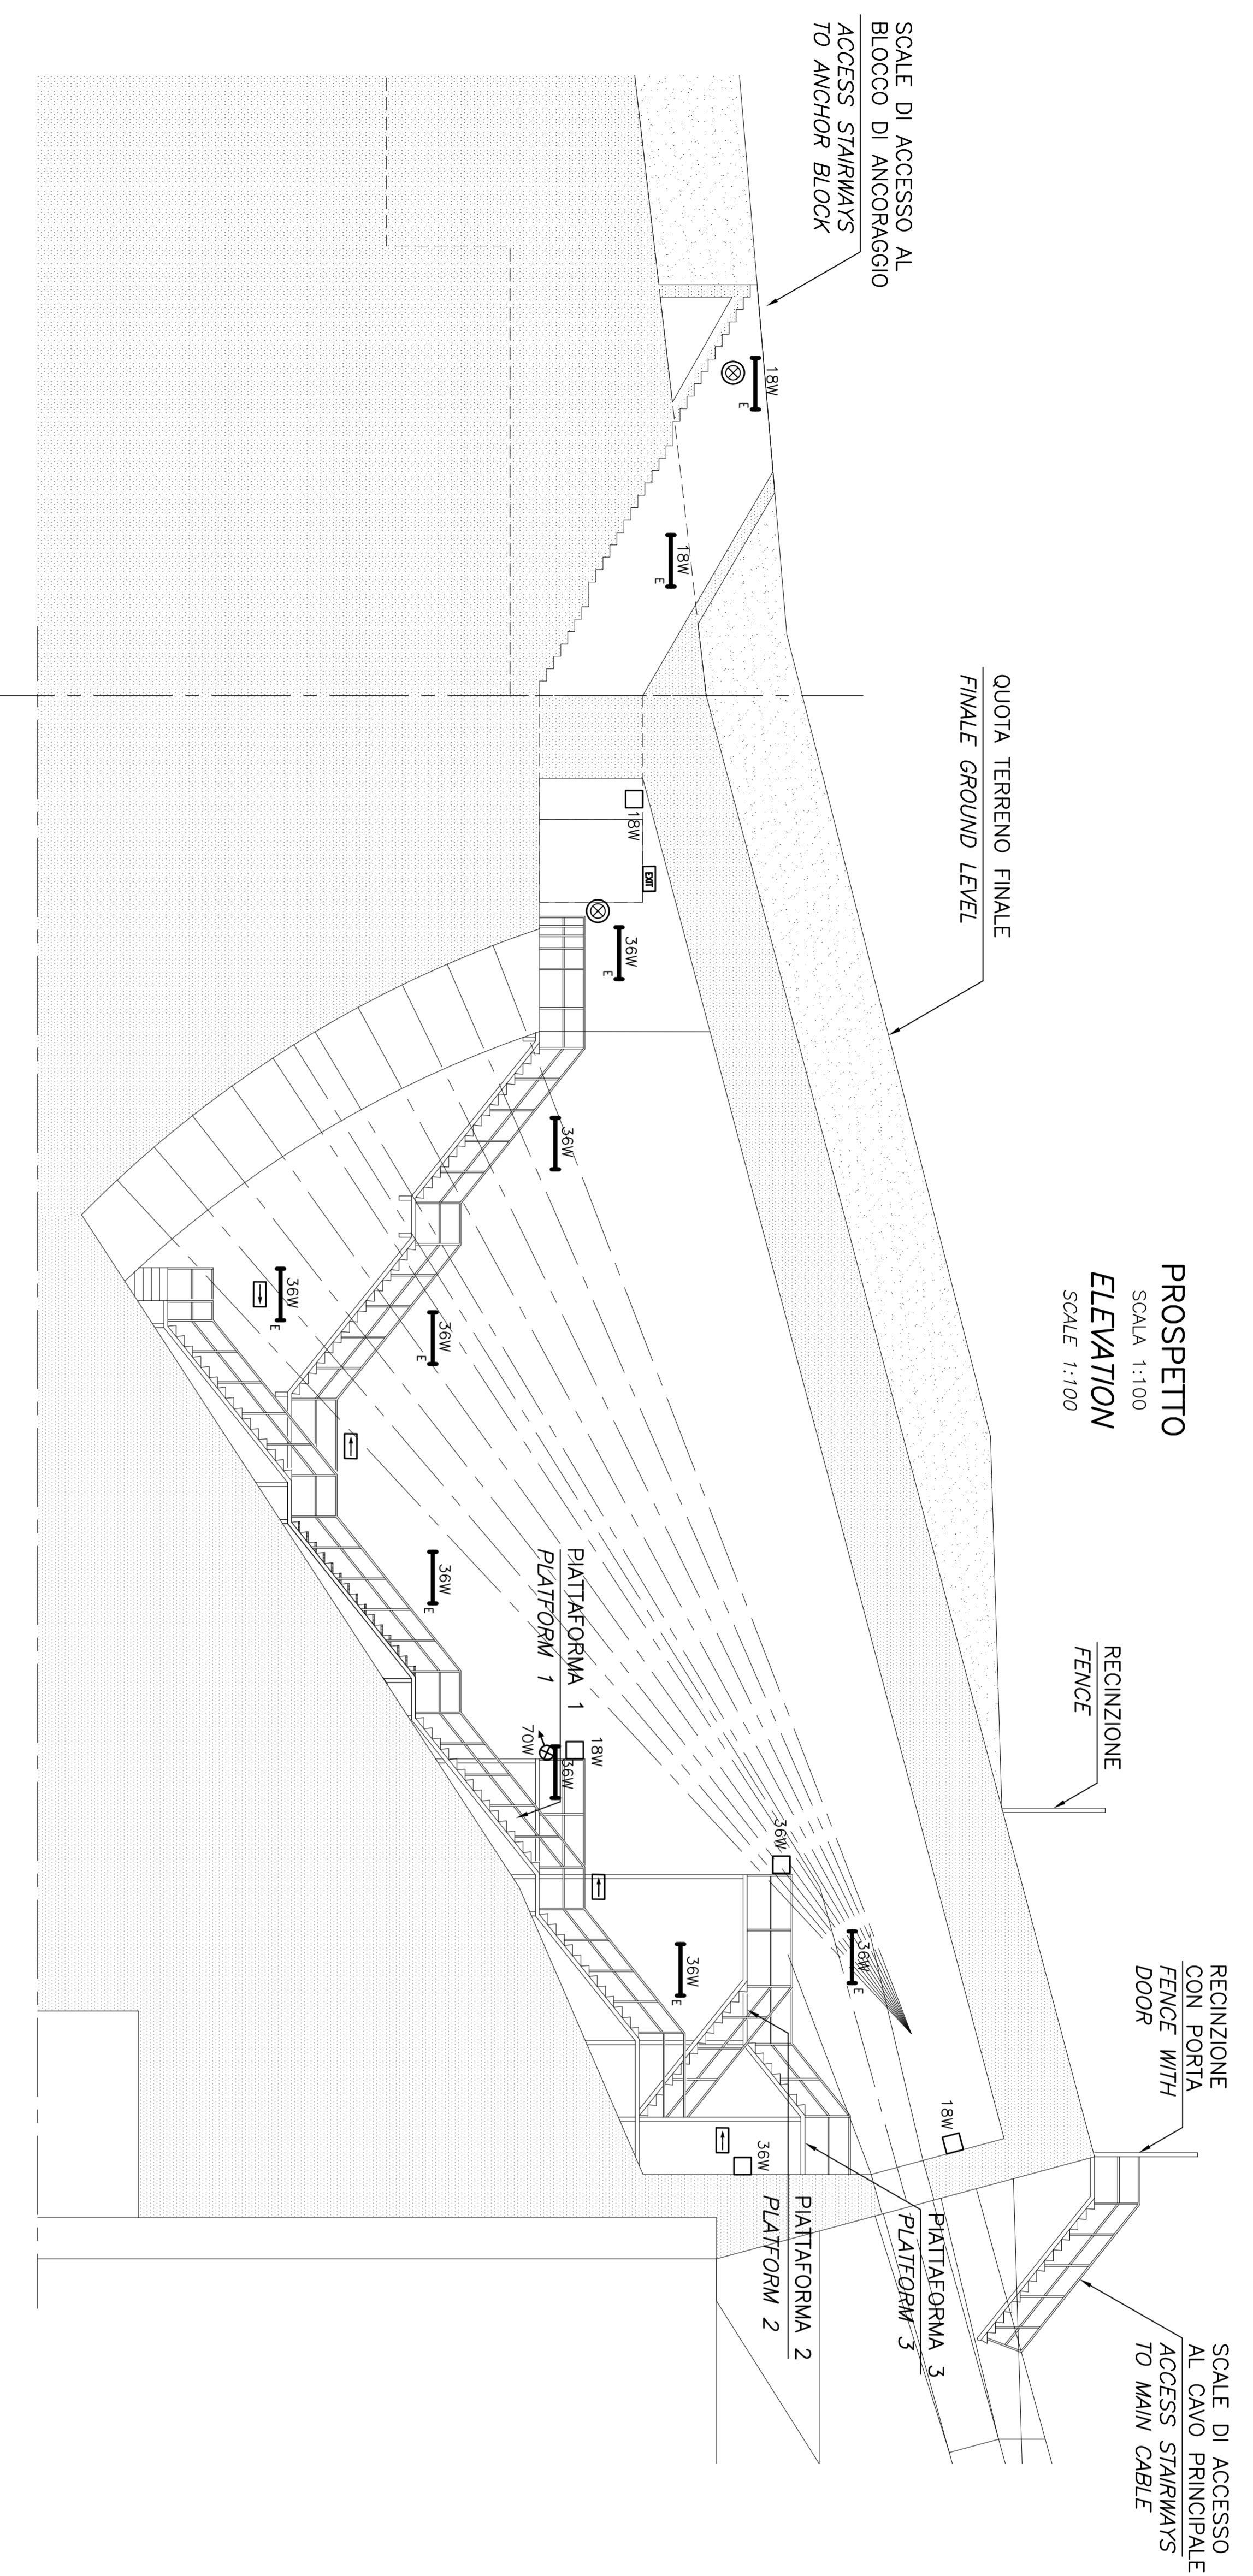 SCALE DI ACCESSO AL
BLOCCO DI ANCORAGGIO
ACCESS STAIRWAYS
TO ANCHOR BLOCK
QUOTA TERRENO FINALE
FINALE GROUND LEVEL
PROSPETTO
SCALA 1:100
ELEVATION
SCALE 1:100
RECINZIONE
FENCE
RECINZIONE
CON PORTA
FENCE WITH
DOOR
SCALE DI ACCESSO
AL CAVO PRINCIPALE
ACCESS STAIRWAYS
TO MAIN CABLE
18W
E
18W
E
18W
EXIT
36W
E
36W
36W
E
36W
E
36W
E
PIATTAFORMA 1
PLATFORM 1
18W
36W
70W
36W
36W
E
36W
E
18W
36W
PIATTAFORMA 2
PLATFORM 2
PIATTAFORMA 3
PLATFORM 3